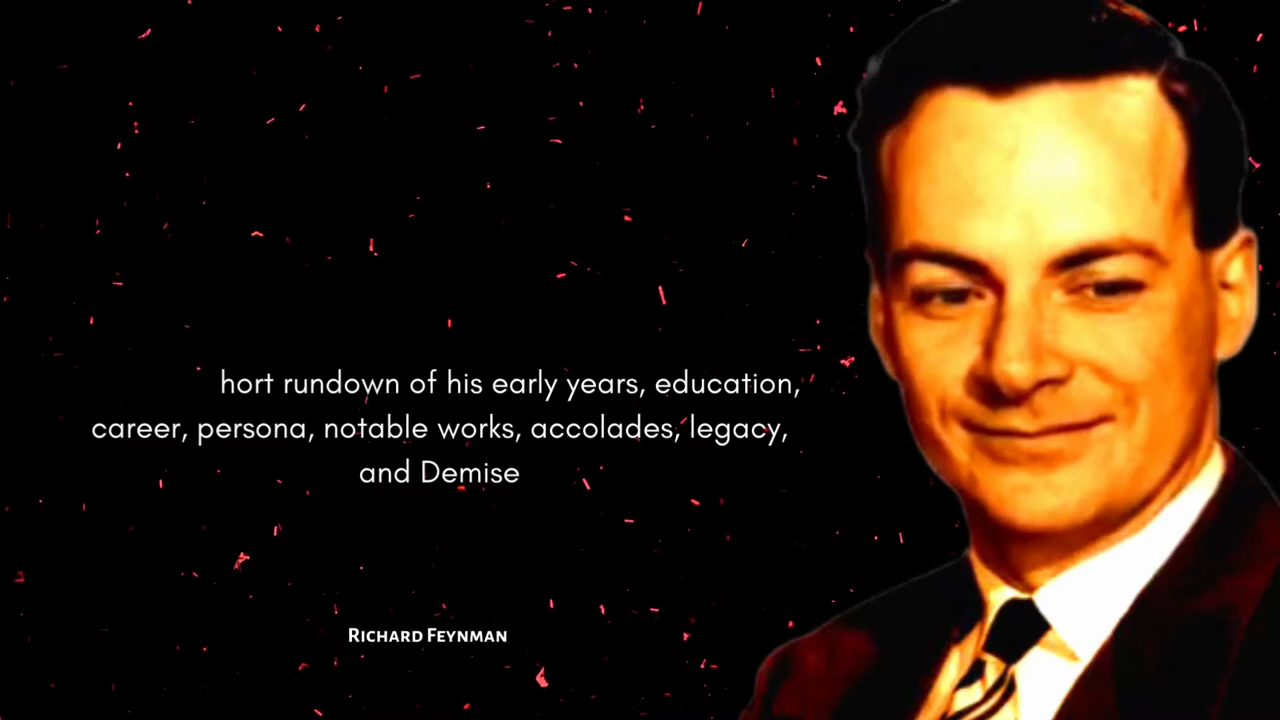 hort rundown of his early years, education,
career, persona, notable works, accolades, legacy,
and Demise
Richard Feynman